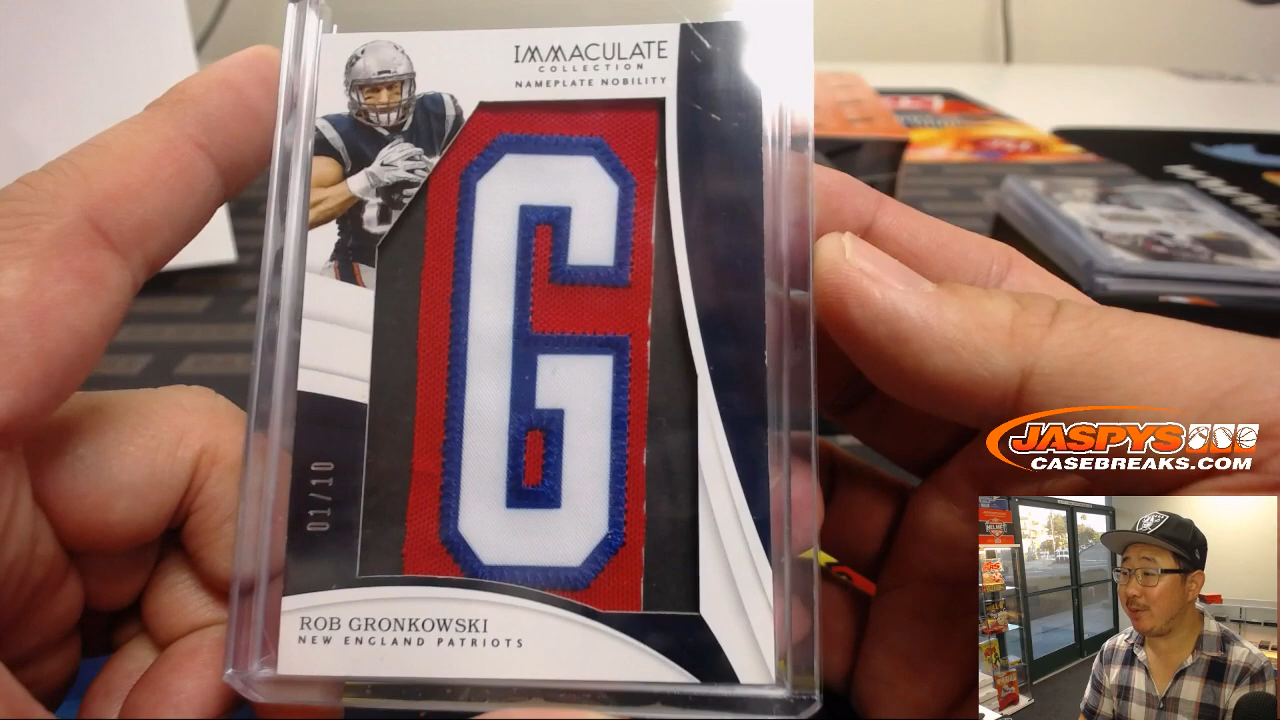 IMMACULATE
COLLECTION
NAMEPLATE NOBILITY
G
01/10
ROB GRONKOWSKI
NEW ENGLAND PATRIOTS
JASPYS
CASEBREAKS.COM